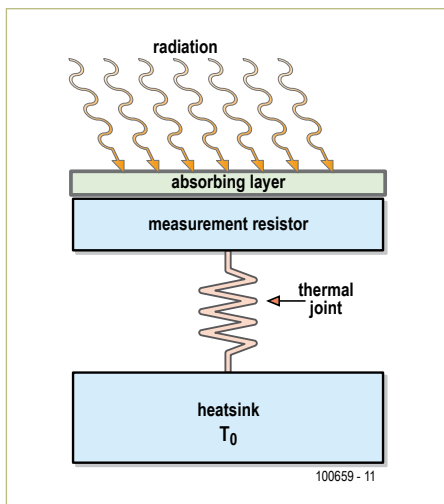 radiation
absorbing layer
measurement resistor
thermal
joint
heatsink
T₀
100659 - 11